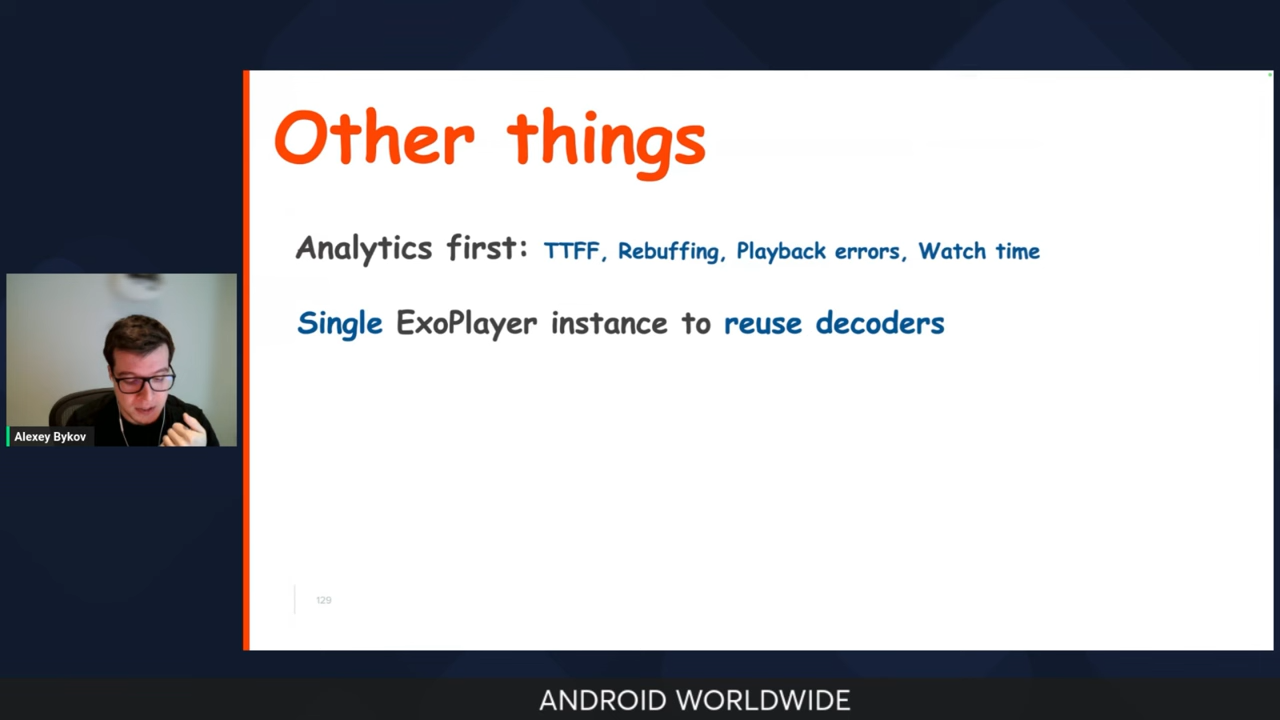 Other things
Analytics first: TTFF, Rebuffing, Playback errors, Watch time
Single ExoPlayer instance to reuse decoders
Alexey Bykov
129
ANDROID WORLDWIDE